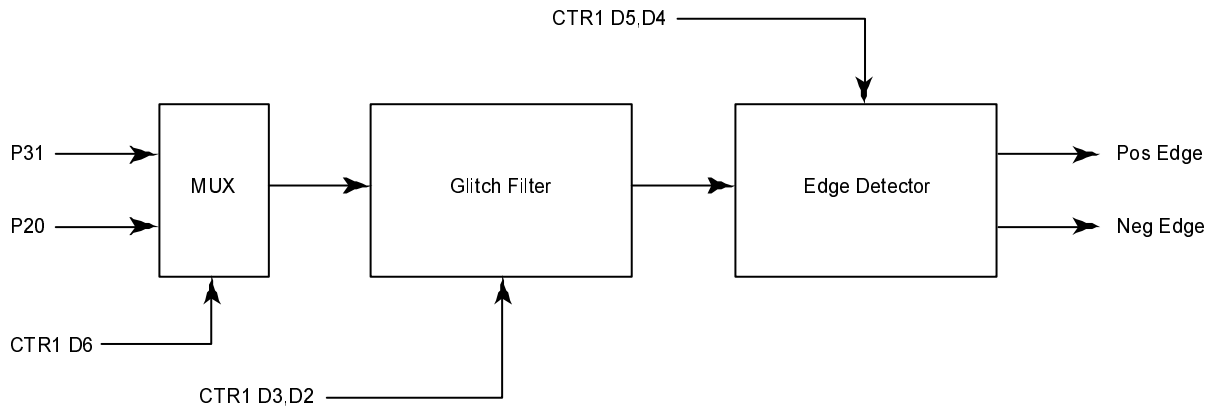 CTR1 D5,D4
P31
MUX
Glitch Filter
Edge Detector
Pos Edge
P20
Neg Edge
CTR1 D6
CTR1 D3,D2